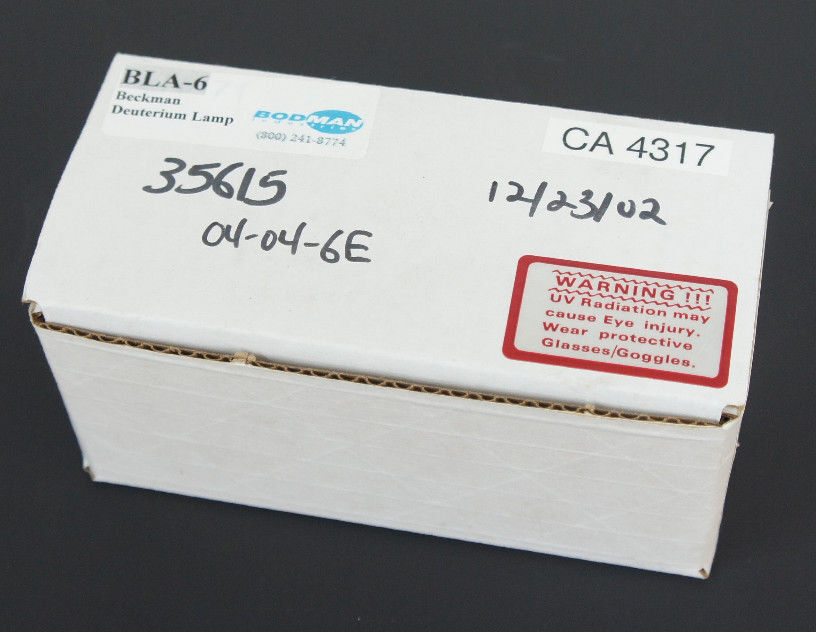 BLA-6
Beckman
Deuterium Lamp
BODMAN
Industries
(800) 241-8774
CA 4317
35615
12/23/02
04-04-6E
WARNING !!!
UV Radiation may
cause Eye injury.
Wear protective
Glasses/Goggles.